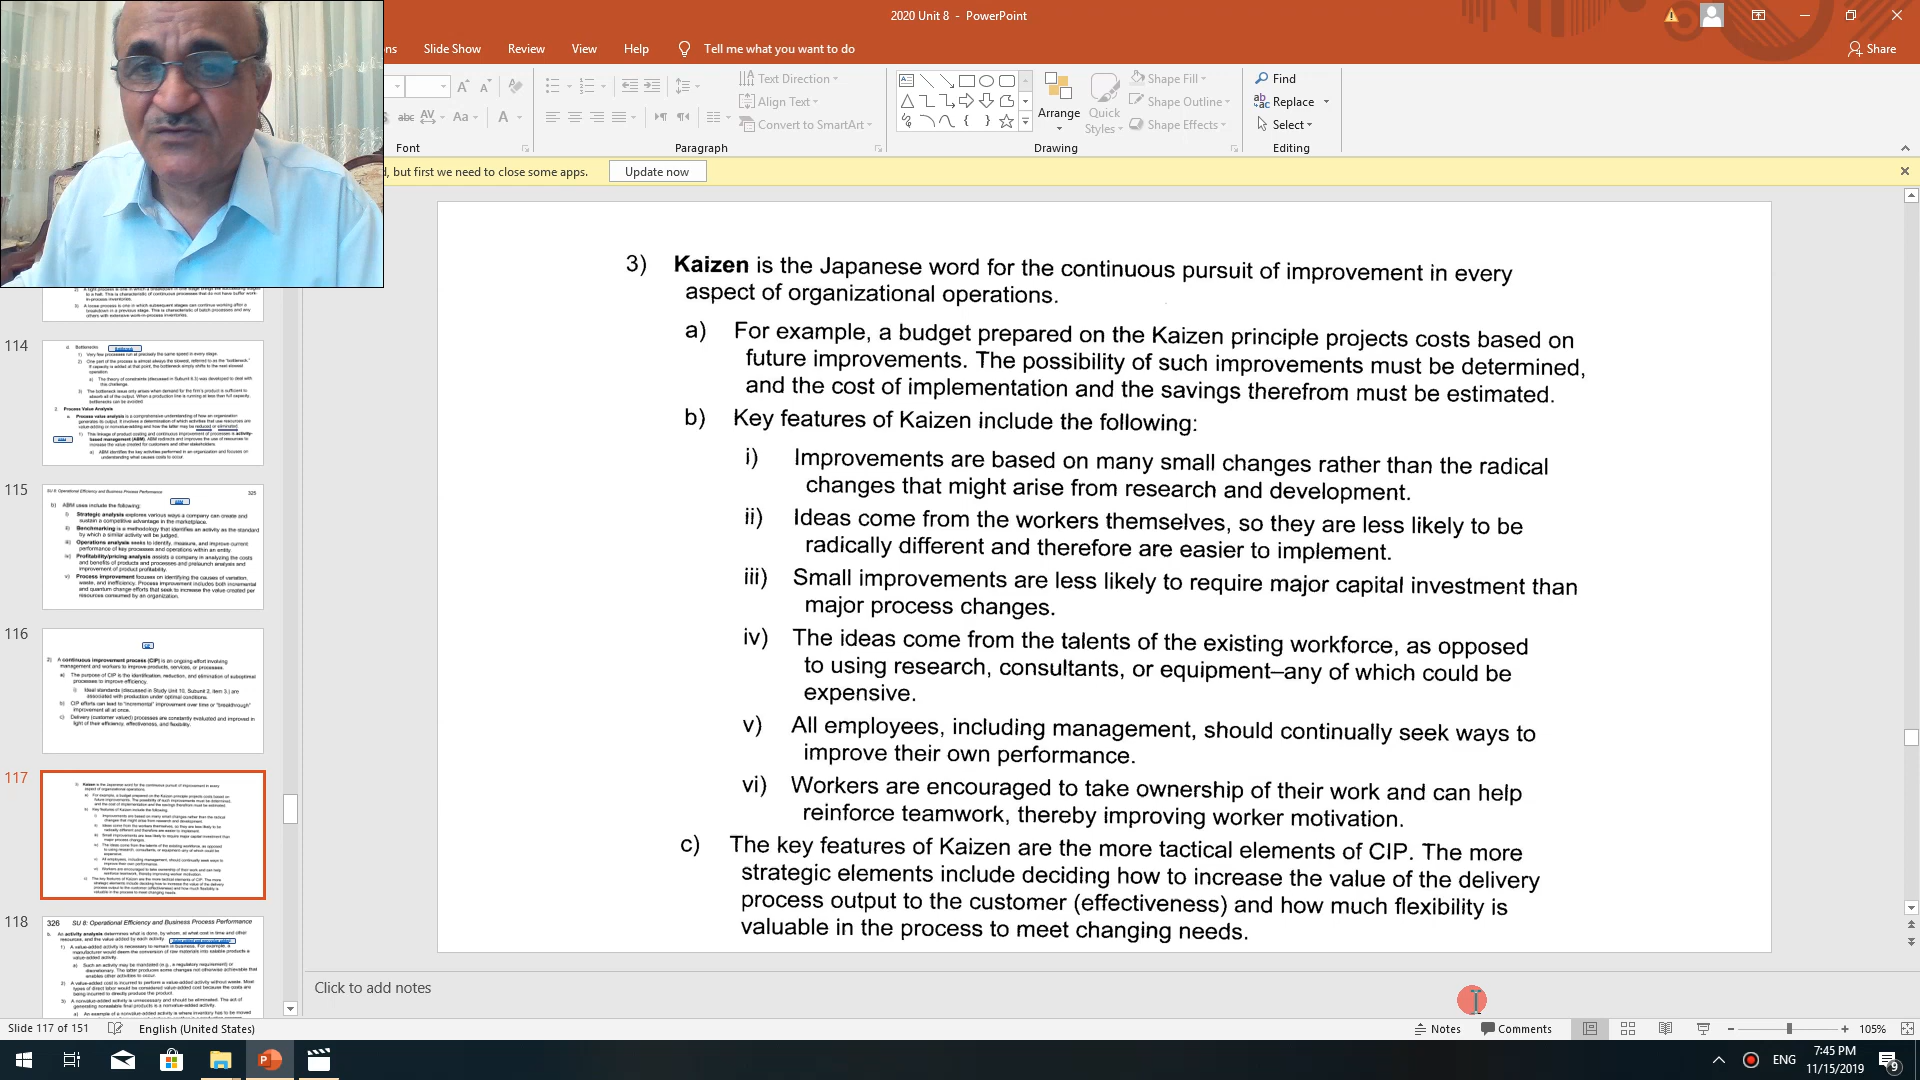 2020 Unit 8 - PowerPoint
ns Slide Show Review View Help Tell me what you want to do
Share
Text Direction
Align Text
Convert to SmartArt
Shape Fill
Shape Outline
Shape Effects
Arrange
Quick
Styles
Find
Replace
Select
Font
Paragraph
Drawing
Editing
d, but first we need to close some apps. Update now
3) Kaizen is the Japanese word for the continuous pursuit of improvement in every
aspect of organizational operations.
a) For example, a budget prepared on the Kaizen principle projects costs based on
future improvements. The possibility of such improvements must be determined,
and the cost of implementation and the savings therefrom must be estimated.
b) Key features of Kaizen include the following:
i) Improvements are based on many small changes rather than the radical
changes that might arise from research and development.
ii) Ideas come from the workers themselves, so they are less likely to be
radically different and therefore are easier to implement.
iii) Small improvements are less likely to require major capital investment than
major process changes.
iv) The ideas come from the talents of the existing workforce, as opposed
to using research, consultants, or equipment—any of which could be
expensive.
v) All employees, including management, should continually seek ways to
improve their own performance.
vi) Workers are encouraged to take ownership of their work and can help
reinforce teamwork, thereby improving worker motivation.
c) The key features of Kaizen are the more tactical elements of CIP. The more
strategic elements include deciding how to increase the value of the delivery
process output to the customer (effectiveness) and how much flexibility is
valuable in the process to meet changing needs.
114
115
116
117
118
326 SU 8: Operational Efficiency and Business Process Performance
Click to add notes
Slide 117 of 151 English (United States)
Notes Comments 105%
ENG
7:45 PM
11/15/2019
9